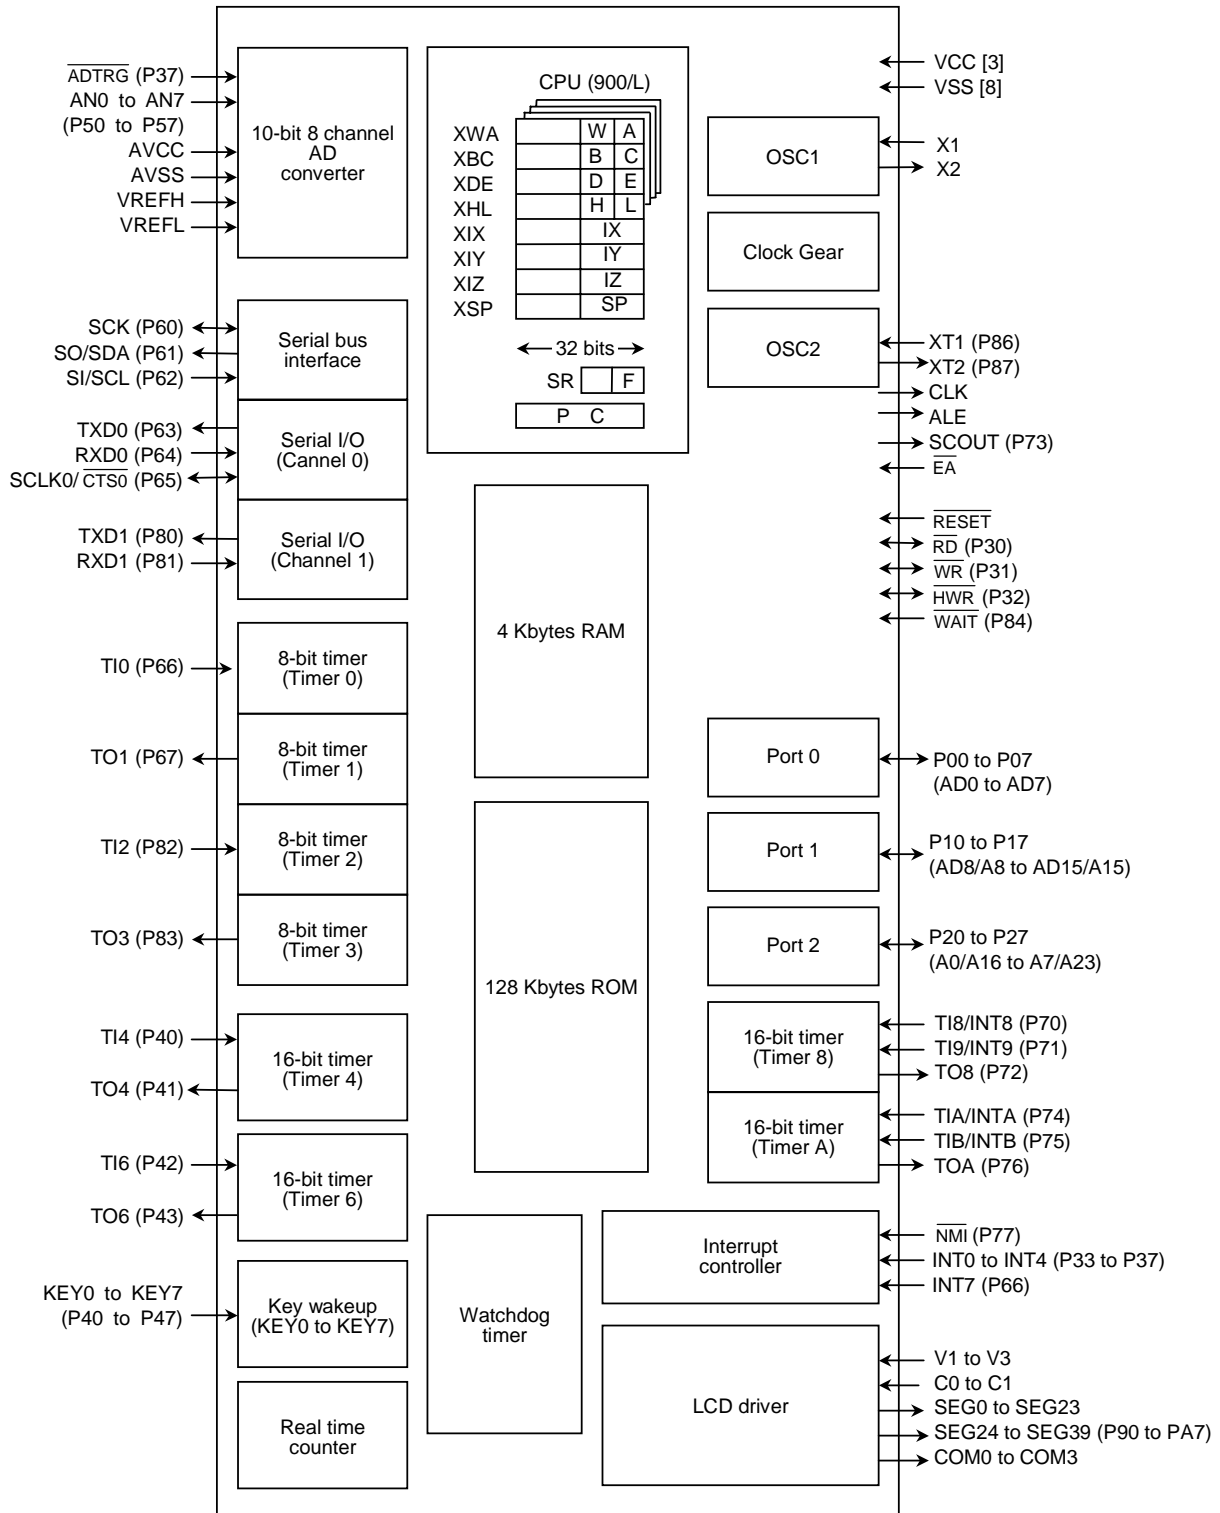 ADTRG (P37)
AN0 to AN7
(P50 to P57)
AVCC
AVSS
VREFH
VREFL
10-bit 8 channel
AD
converter
SCK (P60)
SO/SDA (P61)
SI/SCL (P62)
Serial bus
interface
TXD0 (P63)
RXD0 (P64)
SCLK0/ CTS0 (P65)
Serial I/O
(Cannel 0)
TXD1 (P80)
RXD1 (P81)
Serial I/O
(Channel 1)
TI0 (P66)
8-bit timer
(Timer 0)
TO1 (P67)
8-bit timer
(Timer 1)
TI2 (P82)
8-bit timer
(Timer 2)
TO3 (P83)
8-bit timer
(Timer 3)
TI4 (P40)
TO4 (P41)
16-bit timer
(Timer 4)
TI6 (P42)
TO6 (P43)
16-bit timer
(Timer 6)
KEY0 to KEY7
(P40 to P47)
Key wakeup
(KEY0 to KEY7)
Real time
counter
CPU (900/L)
XWA W A
XBC B C
XDE D E
XHL H L
XIX IX
XIY IY
XIZ IZ
XSP SP
32 bits
SR F
P C
4 Kbytes RAM
128 Kbytes ROM
Watchdog
timer
VCC [3]
VSS [8]
OSC1
X1
X2
Clock Gear
OSC2
XT1 (P86)
XT2 (P87)
CLK
ALE
SCOUT (P73)
EA
RESET
RD (P30)
WR (P31)
HWR (P32)
WAIT (P84)
Port 0
P00 to P07
(AD0 to AD7)
Port 1
P10 to P17
(AD8/A8 to AD15/A15)
Port 2
P20 to P27
(A0/A16 to A7/A23)
16-bit timer
(Timer 8)
TI8/INT8 (P70)
TI9/INT9 (P71)
TO8 (P72)
16-bit timer
(Timer A)
TIA/INTA (P74)
TIB/INTB (P75)
TOA (P76)
Interrupt
controller
NMI (P77)
INT0 to INT4 (P33 to P37)
INT7 (P66)
LCD driver
V1 to V3
C0 to C1
SEG0 to SEG23
SEG24 to SEG39 (P90 to PA7)
COM0 to COM3